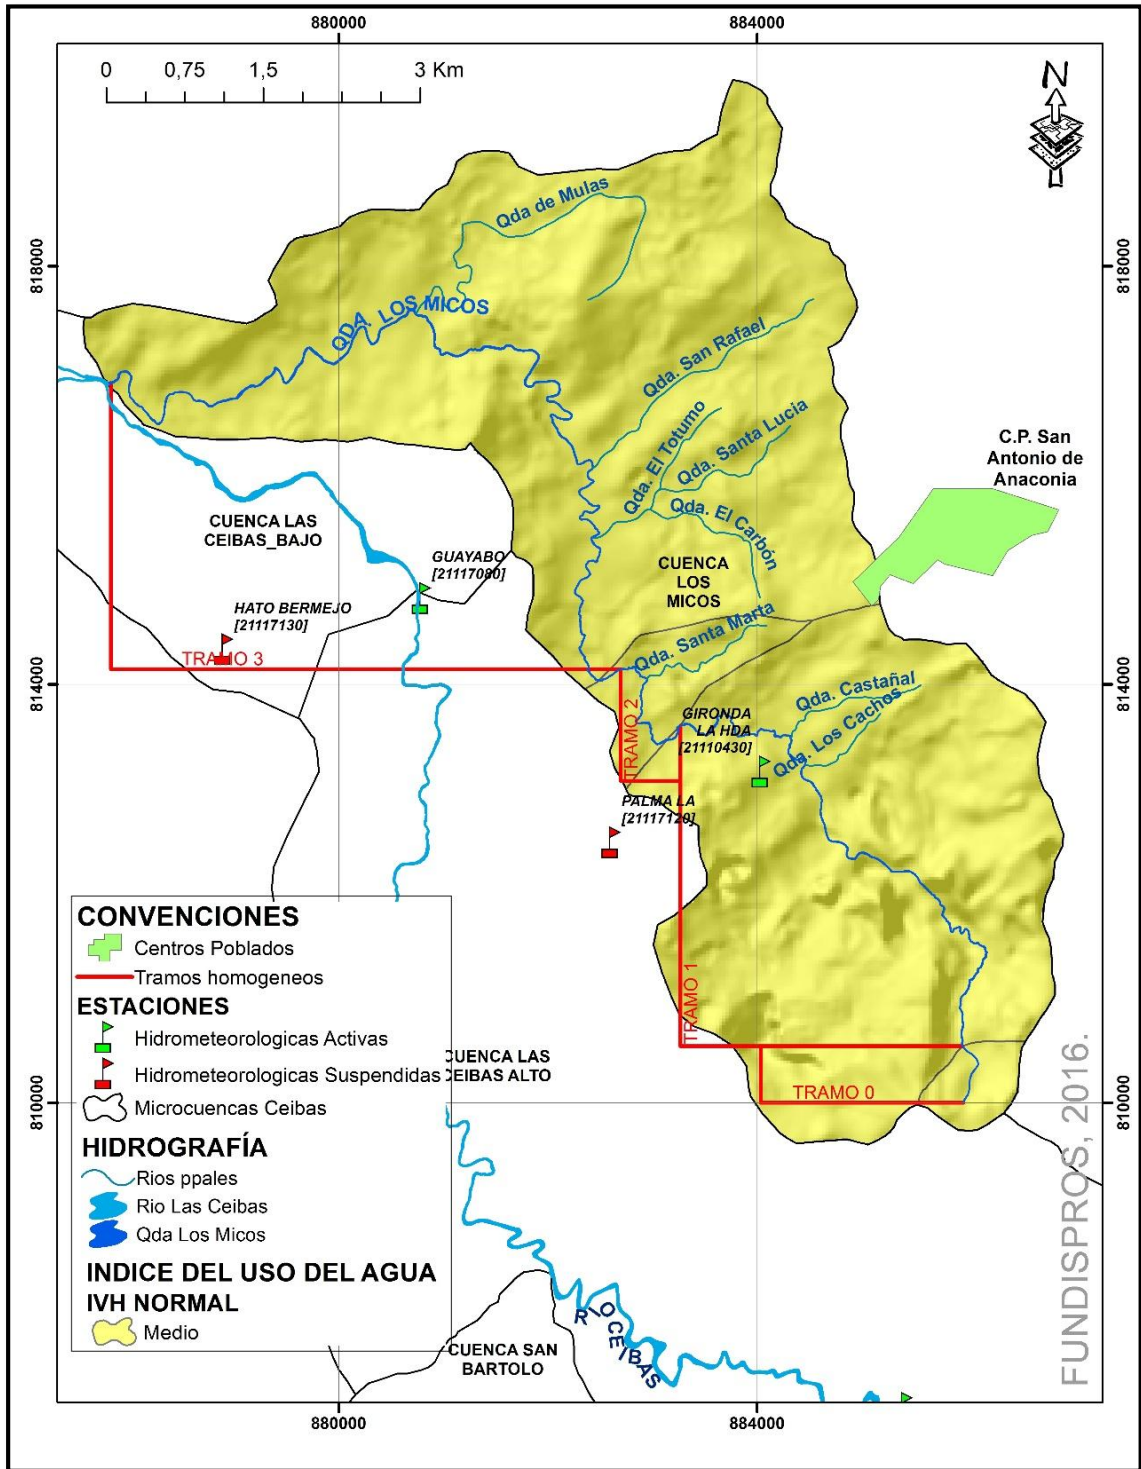 880000
884000
0
0,75
1,5
3 Km
N
818000
818000
Qda de Mulas
QDA LOS MICOS
Qda. San Rafael
Qda. El Totumo
Qda. Santa Lucia
C.P. San
Antonio de
Anaconia
Qda. El Carbón
CUENCA LAS
CEIBAS_BAJO
GUAYABO
[21117080]
CUENCA
LOS
MICOS
HATO BERMEJO
[21117130]
Qda. Santa Marta
TRAMO 3
814000
814000
Qda. Castañal
TRAMO 2
GIRONDA
LA HDA
[21110430]
Qda. Los Cachos
PALMA LA
[21117120]
CONVENCIONES
Centros Poblados
Tramos homogeneos
ESTACIONES
Hidrometeorologicas Activas
Hidrometeorologicas Suspendidas
Microcuencas Ceibas
HIDROGRAFÍA
Rios ppales
Rio Las Ceibas
Qda Los Micos
INDICE DEL USO DEL AGUA
IVH NORMAL
Medio
TRAMO 1
CUENCA LAS
CEIBAS ALTO
TRAMO 0
810000
810000
FUNDISPROS, 2016.
RIO CEIBAS
CUENCA SAN
BARTOLO
880000
884000